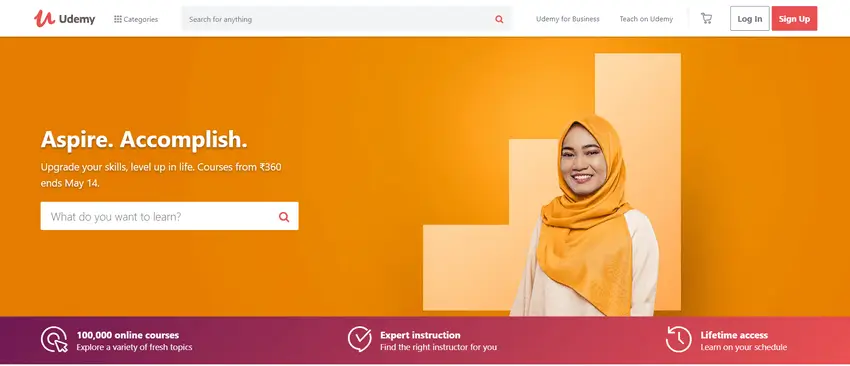 Udemy
Categories
Search for anything
Udemy for Business
Teach on Udemy
Log In
Sign Up
Aspire. Accomplish.
Upgrade your skills, level up in life. Courses from ₹360
ends May 14.
What do you want to learn?
100,000 online courses
Explore a variety of fresh topics
Expert instruction
Find the right instructor for you
Lifetime access
Learn on your schedule